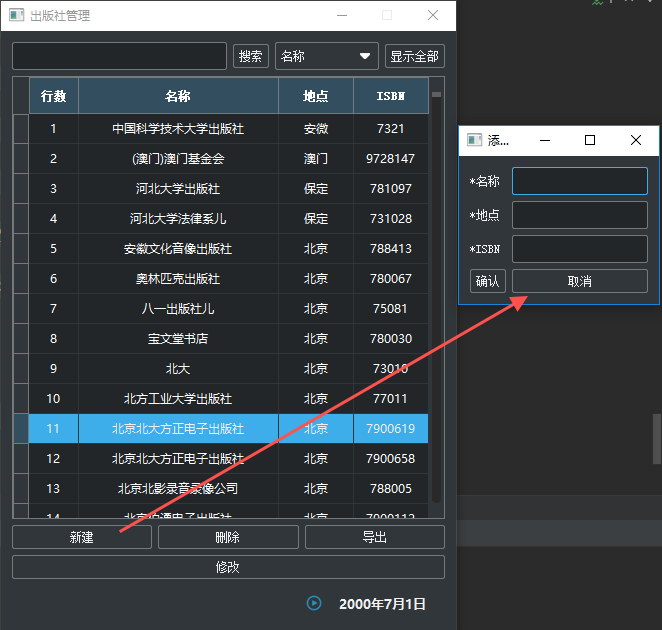 出版社管理
搜索 名称 显示全部
行数 名称 地点 ISBN
1 中国科学技术大学出版社 安微 7321
2 (澳门)澳门基金会 澳门 9728147
3 河北大学出版社 保定 781097
4 河北大学法律系儿 保定 731028
5 安徽文化音像出版社 北京 788413
6 奥林匹克出版社 北京 780067
7 八一出版社儿 北京 75081
8 宝文堂书店 北京 780030
9 北大 北京 73010
10 北方工业大学出版社 北京 77011
11 北京北大方正电子出版社 北京 7900619
12 北京北大方正电子出版社 北京 7900658
13 北京北影录音录像公司 北京 788005
14 电子出版社 北京 7900112
新建 删除 导出
修改
2000年7月1日
添...
*名称
*地点
*ISBN
确认 取消